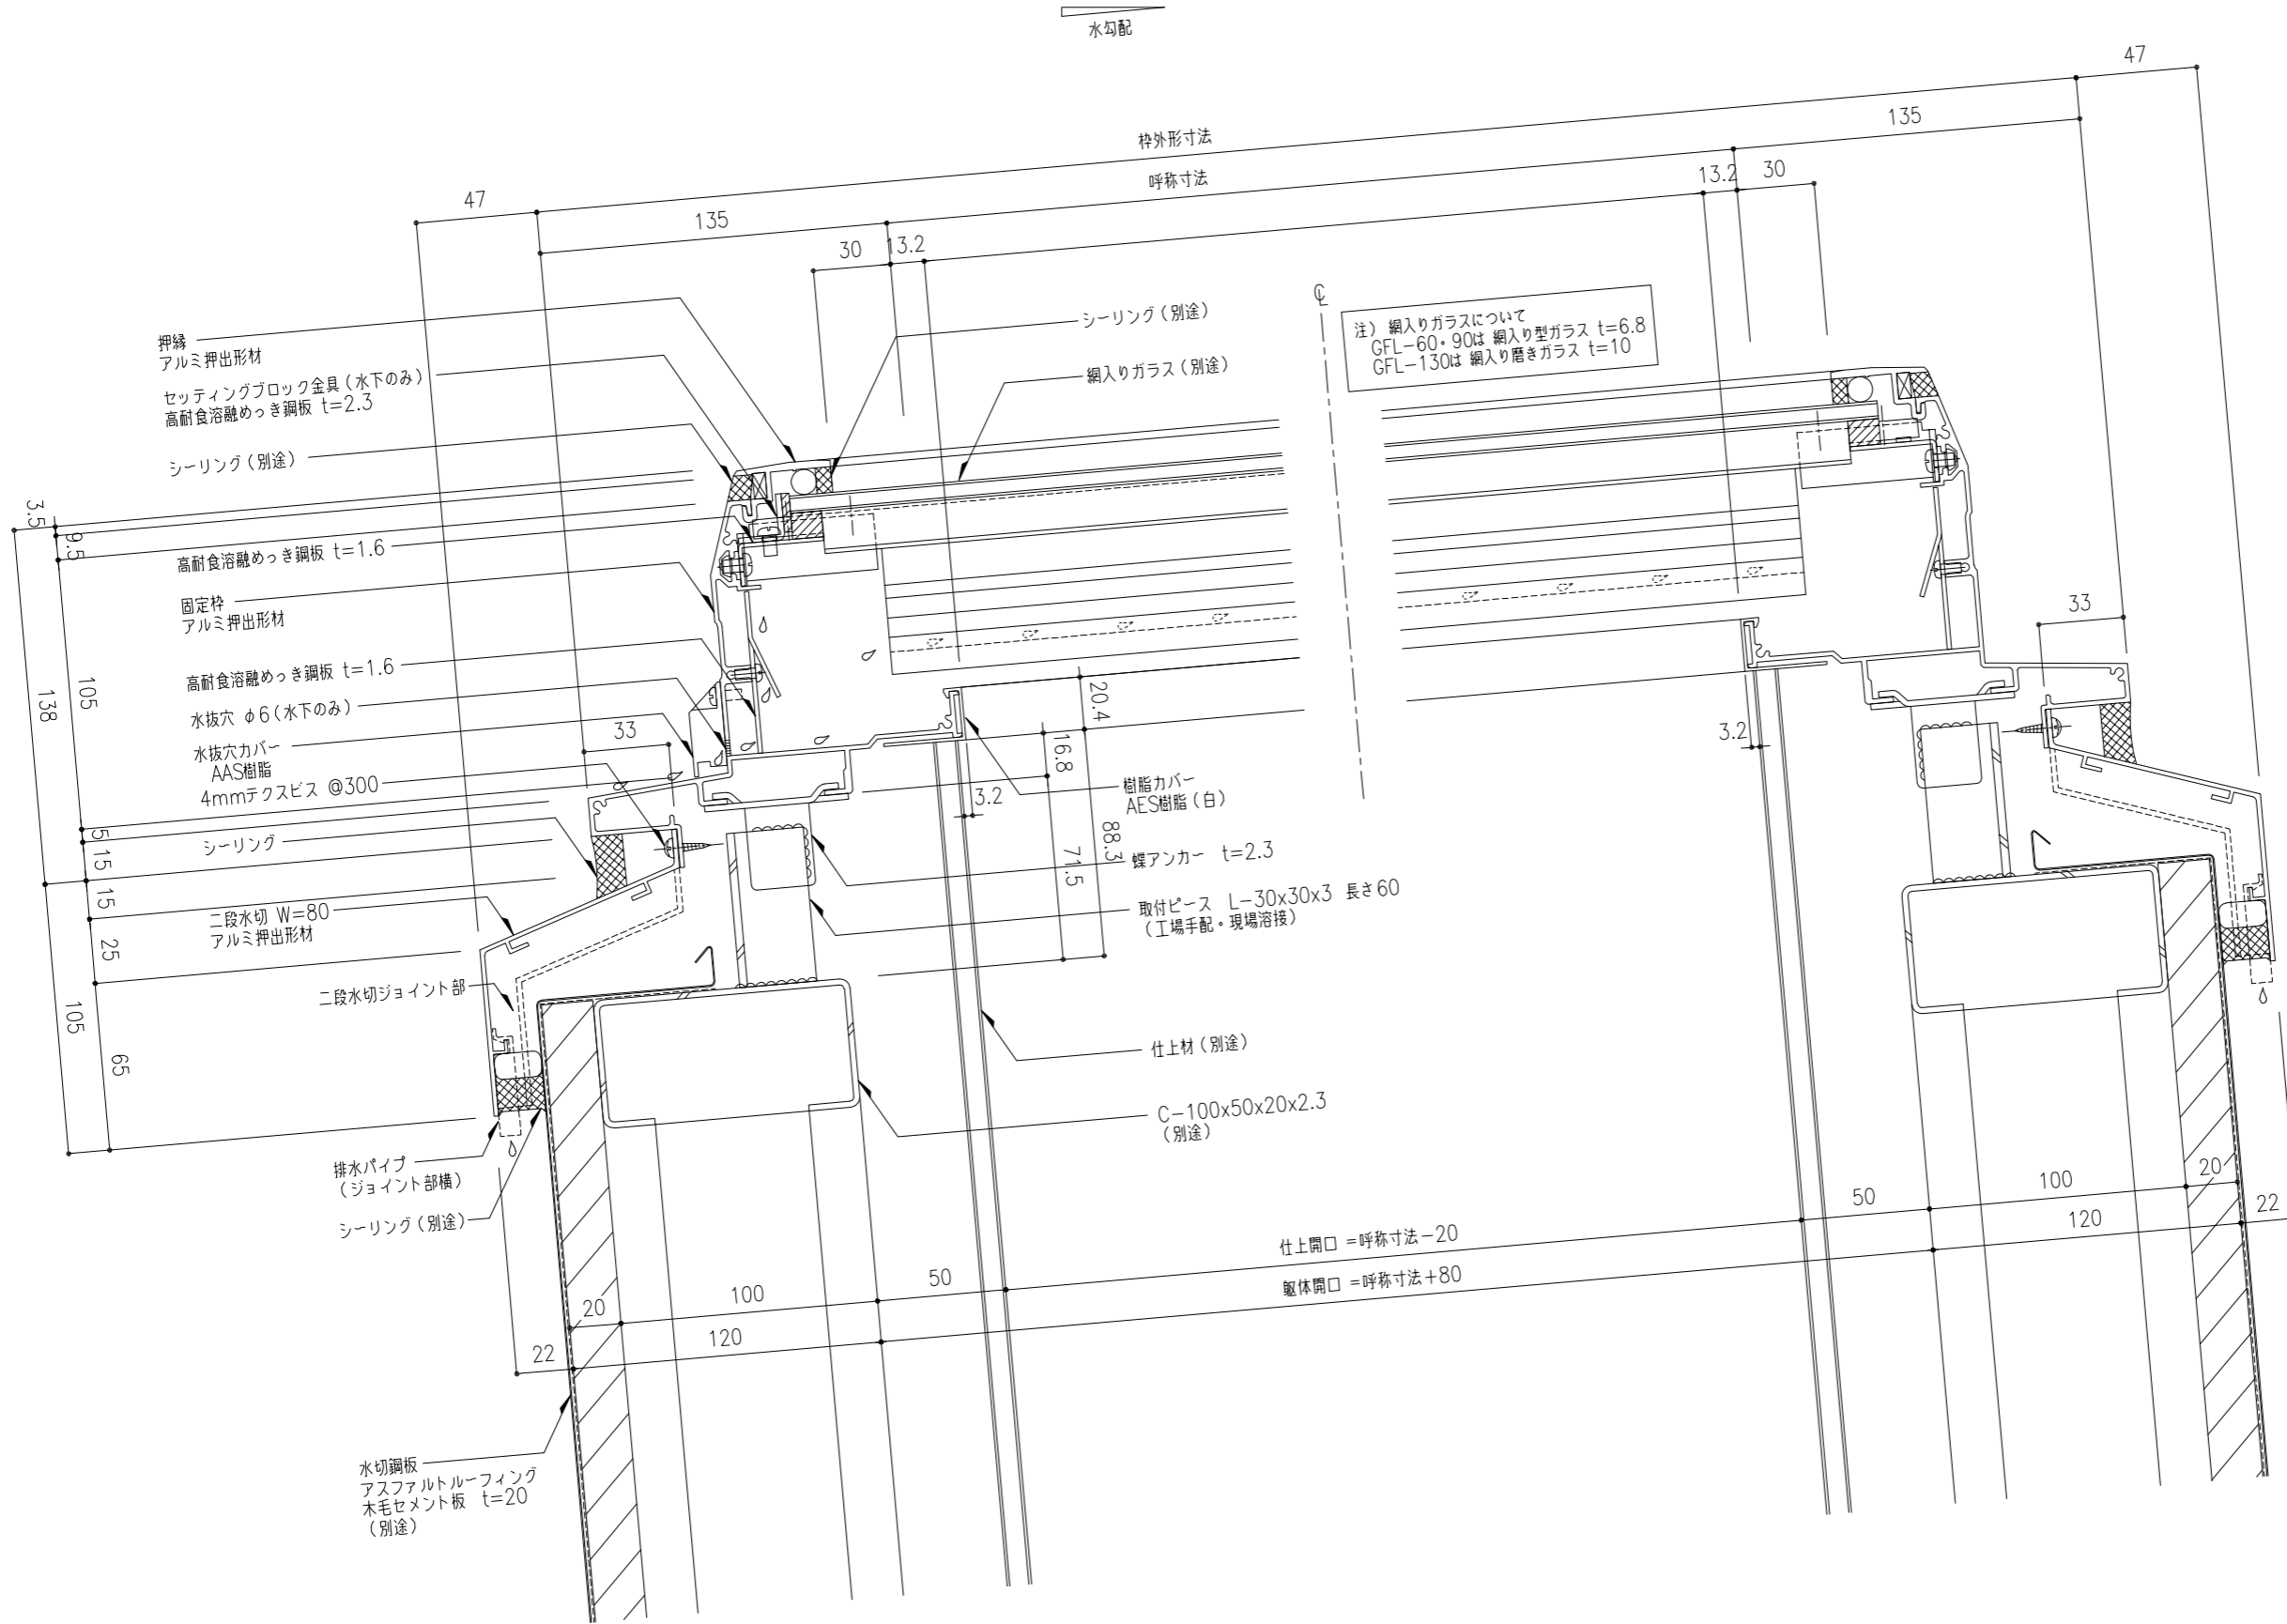 水勾配
47
枠外形寸法
135
呼称寸法
13.2
30
47
135
30
13.2
シーリング（別途）
網入りガラス（別途）
℄
注） 網入りガラスについて
GFL-60・90は 網入り型ガラス t=6.8
GFL-130は 網入り磨きガラス t=10
押縁
アルミ押出形材
セッティングブロック金具（水下のみ）
高耐食溶融めっき鋼板 t=2.3
シーリング（別途）
高耐食溶融めっき鋼板 t=1.6
固定枠
アルミ押出形材
高耐食溶融めっき鋼板 t=1.6
水抜穴 φ6（水下のみ）
水抜穴カバー
AAS樹脂
4mmテクスビス @300
シーリング
二段水切 W=80
アルミ押出形材
二段水切ジョイント部
排水パイプ
（ジョイント部横）
シーリング（別途）
水切鋼板
アスファルトルーフィング
木毛セメント板 t=20
（別途）
3.5
9.5
105
138
5
15
15
25
105
65
33
33
20.4
16.8
3.2
88.3
71.5
3.2
樹脂カバー
AES樹脂（白）
蝶アンカー t=2.3
取付ピース L-30x30x3 長さ60
（工場手配・現場溶接）
仕上材（別途）
C-100x50x20x2.3
（別途）
20
100
50
仕上開口 =呼称寸法-20
50
100
20
22
120
躯体開口 =呼称寸法+80
120
22